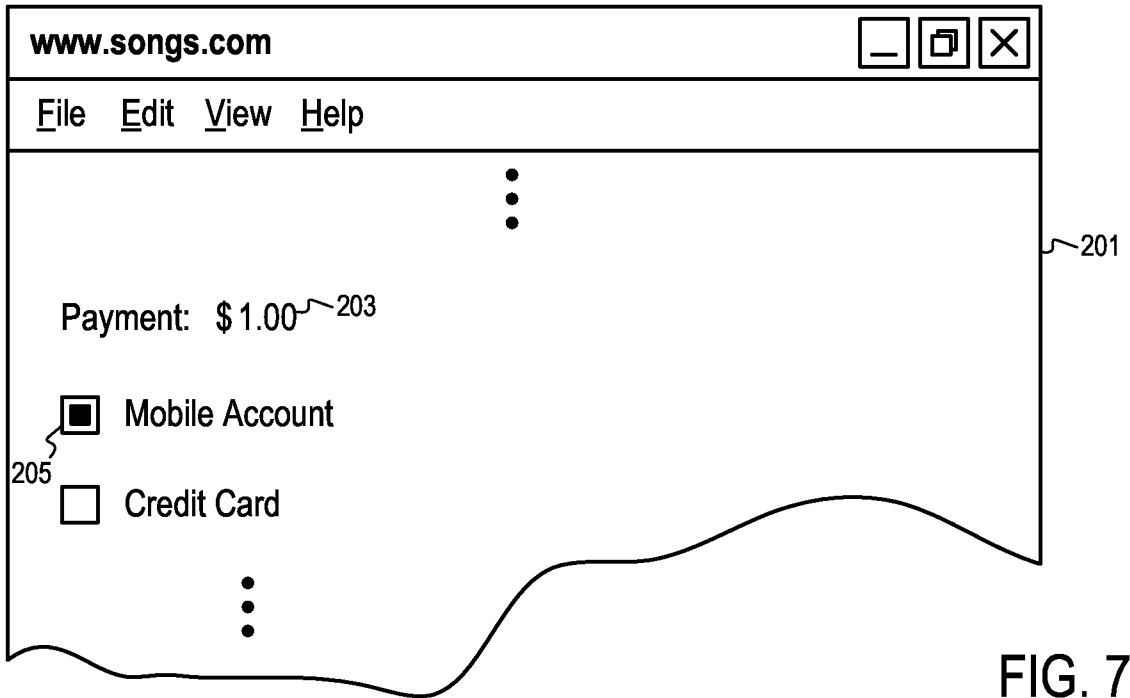 www.songs.com
File Edit View Help
201
Payment: $1.00 203
Mobile Account
205
Credit Card
FIG. 7